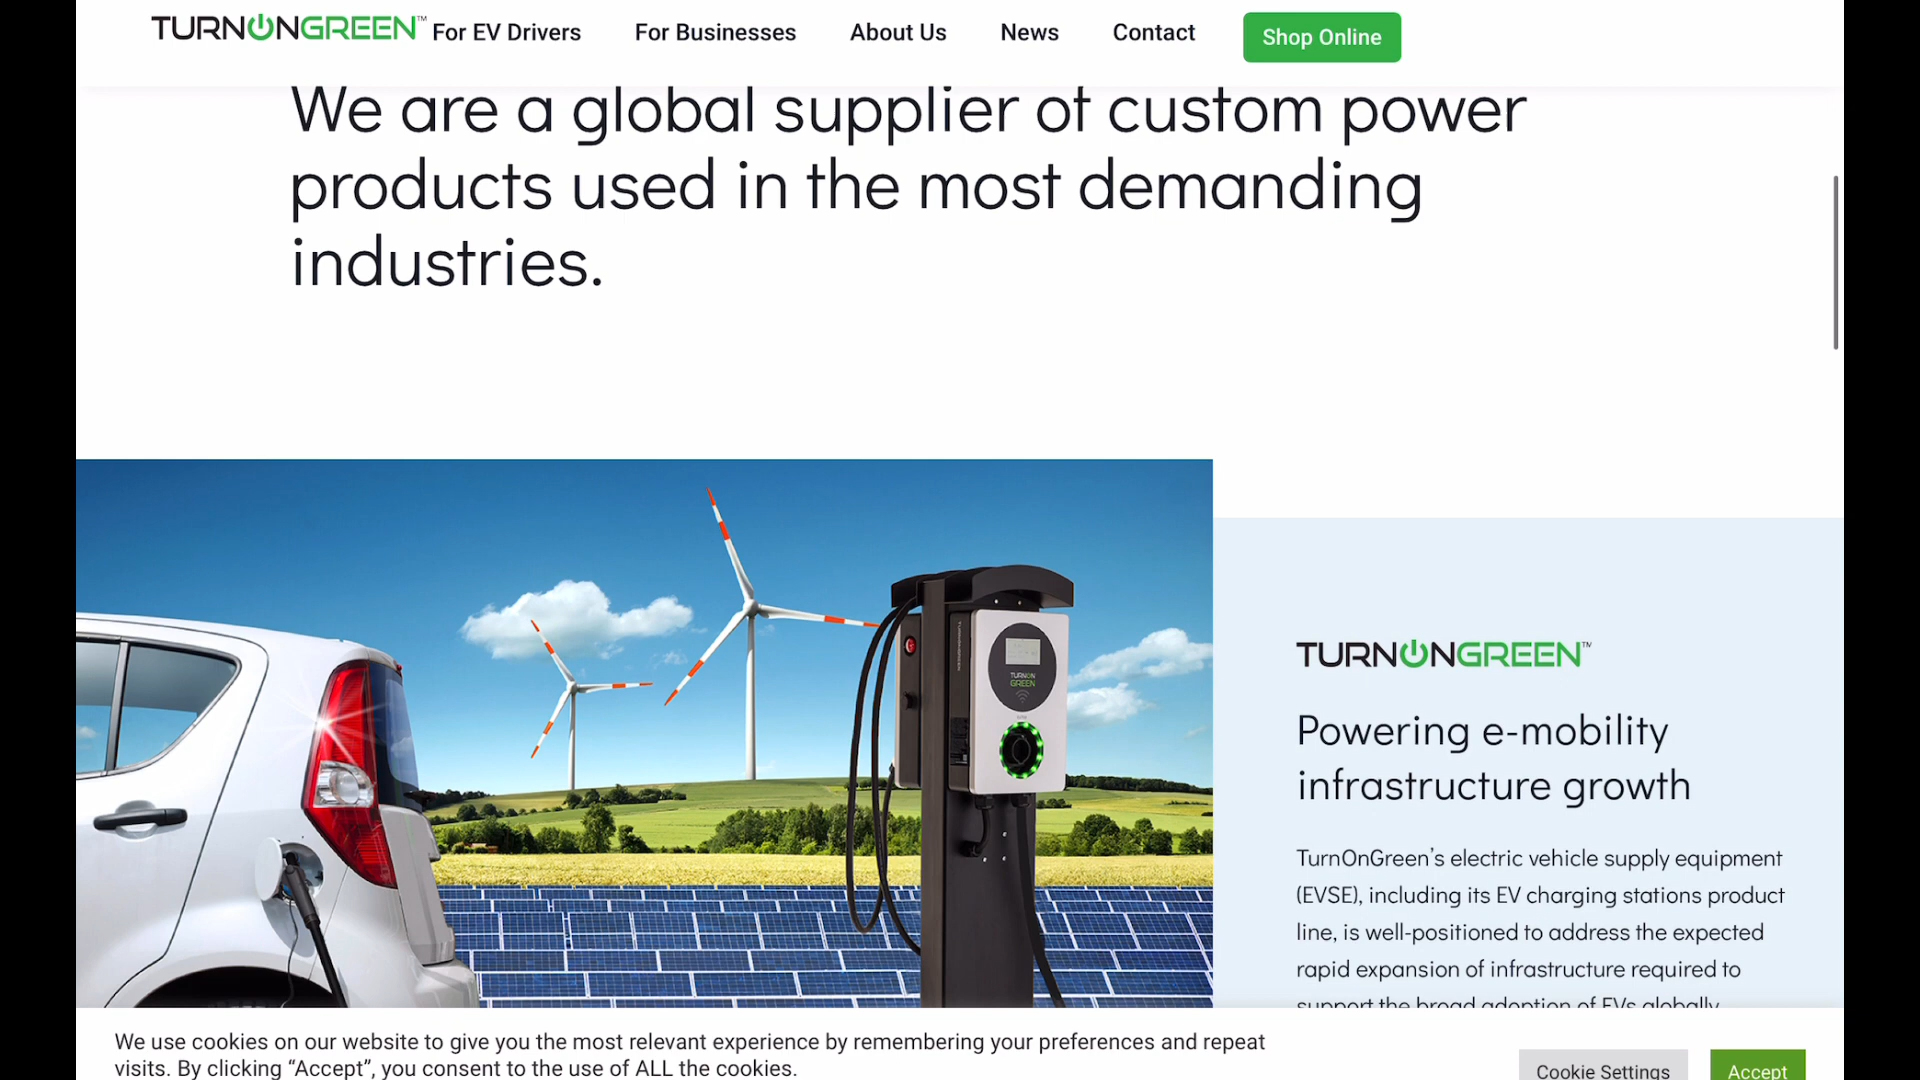 TURNONGREEN™ For EV Drivers For Businesses About Us News Contact Shop Online
We are a global supplier of custom power
products used in the most demanding
industries.
TURNON
GREEN
TURNONGREEN™
Powering e-mobility
infrastructure growth
TurnOnGreen’s electric vehicle supply equipment
(EVSE), including its EV charging stations product
line, is well-positioned to address the expected
rapid expansion of infrastructure required to
support the broad adoption of EVs globally.
We use cookies on our website to give you the most relevant experience by remembering your preferences and repeat
visits. By clicking “Accept”, you consent to the use of ALL the cookies.
Cookie Settings Accept